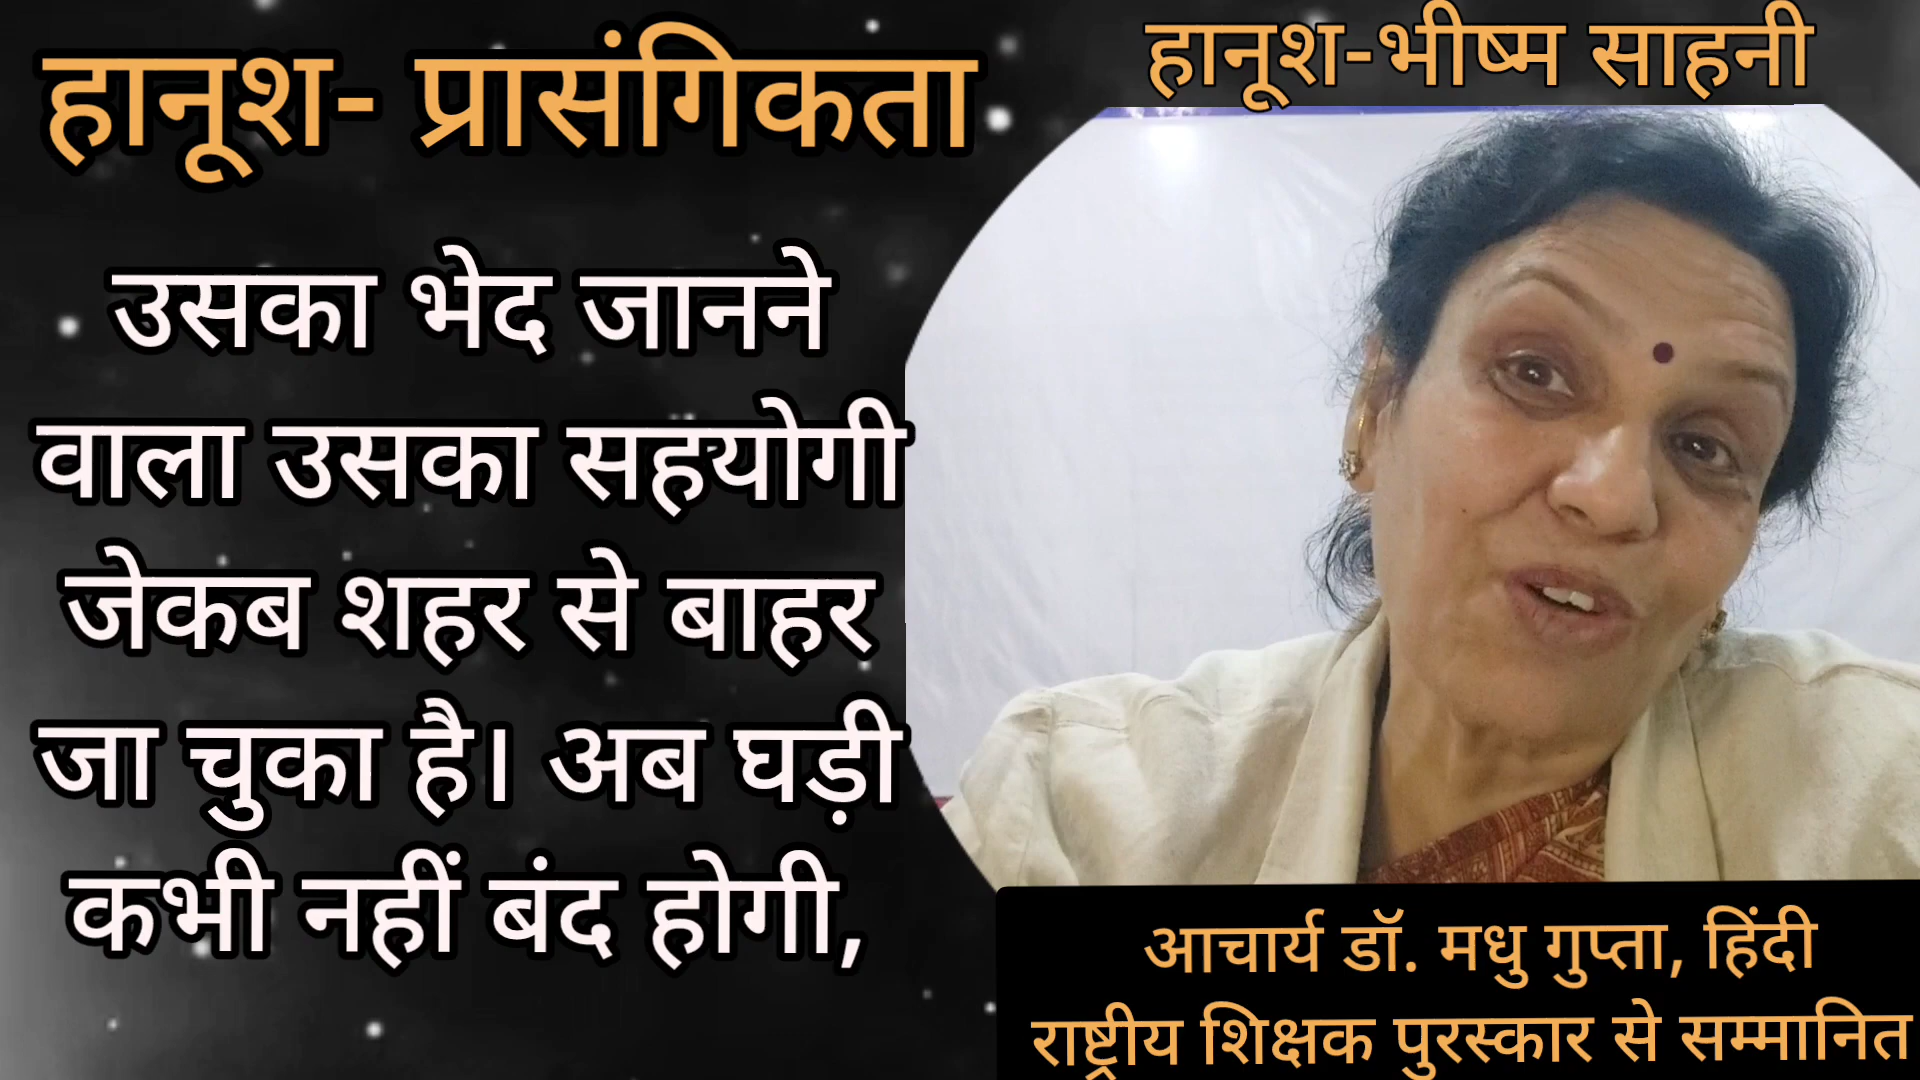 हानूश- प्रासंगिकता
उसका भेद जानने
वाला उसका सहयोगी
जेकब शहर से बाहर
जा चुका है। अब घड़ी
कभी नहीं बंद होगी,
हानूश-भीष्म साहनी
आचार्य डॉ. मधु गुप्ता, हिंदी
राष्ट्रीय शिक्षक पुरस्कार से सम्मानित